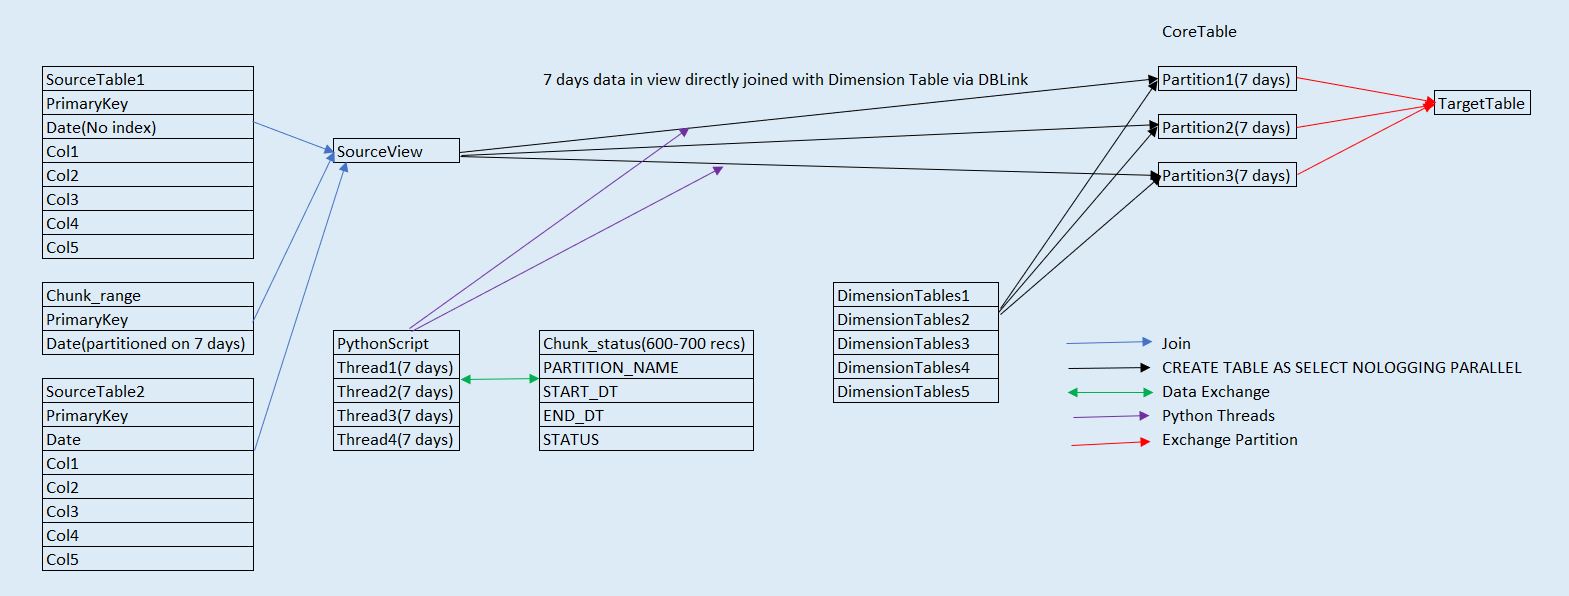 CoreTable
7 days data in view directly joined with Dimension Table via DBLink
SourceTable1
PrimaryKey
Date(No index)
Col1
Col2
Col3
Col4
Col5
Chunk_range
PrimaryKey
Date(partitioned on 7 days)
SourceTable2
PrimaryKey
Date
Col1
Col2
Col3
Col4
Col5
SourceView
PythonScript
Thread1(7 days)
Thread2(7 days)
Thread3(7 days)
Thread4(7 days)
Chunk_status(600-700 recs)
PARTITION_NAME
START_DT
END_DT
STATUS
DimensionTables1
DimensionTables2
DimensionTables3
DimensionTables4
DimensionTables5
Partition1(7 days)
Partition2(7 days)
Partition3(7 days)
TargetTable
Join
CREATE TABLE AS SELECT NOLOGGING PARALLEL
Data Exchange
Python Threads
Exchange Partition